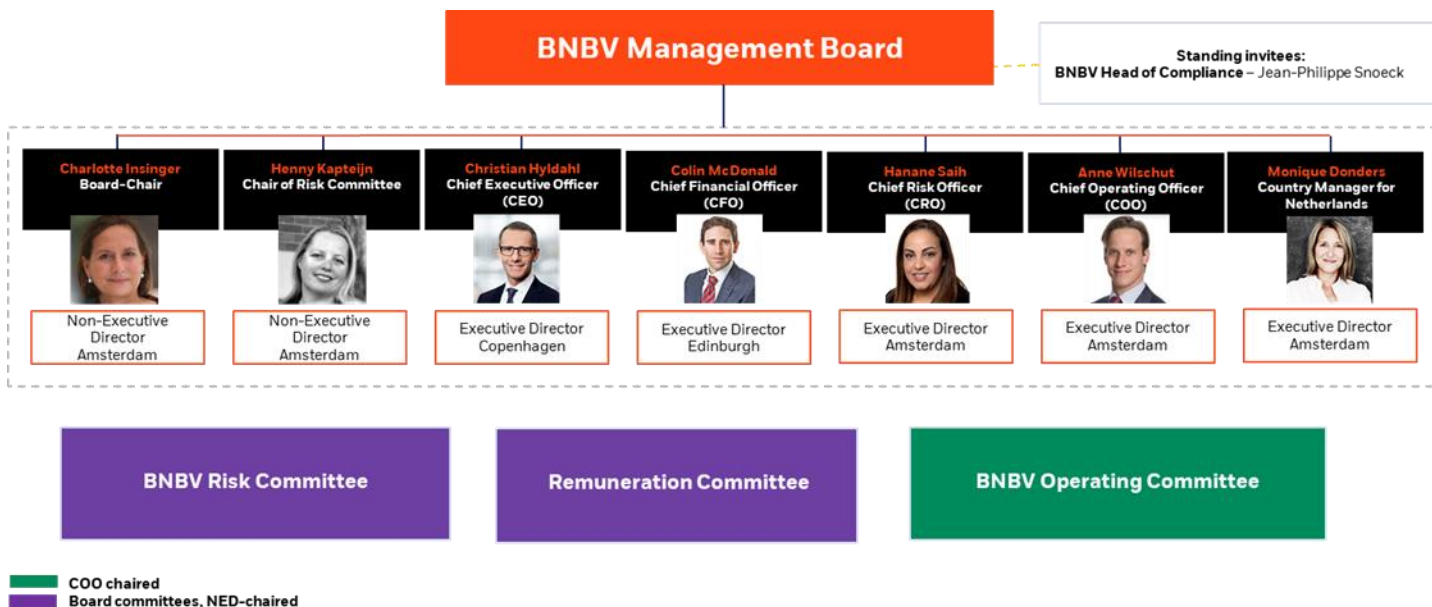 BNBV Management Board
Standing invitees:
BNBV Head of Compliance – Jean-Philippe Snoeck
Charlotte Insinger
Board-Chair
Henny Kapteijn
Chair of Risk Committee
Christian Hyldahl
Chief Executive Officer
(CEO)
Colin McDonald
Chief Financial Officer
(CFO)
Hanane Saih
Chief Risk Officer
(CRO)
Anne Wilschut
Chief Operating Officer
(COO)
Monique Donders
Country Manager for
Netherlands
Non-Executive
Director
Amsterdam
Non-Executive
Director
Amsterdam
Executive Director
Copenhagen
Executive Director
Edinburgh
Executive Director
Amsterdam
Executive Director
Amsterdam
Executive Director
Amsterdam
BNBV Risk Committee
Remuneration Committee
BNBV Operating Committee
COO chaired
Board committees, NED-chaired